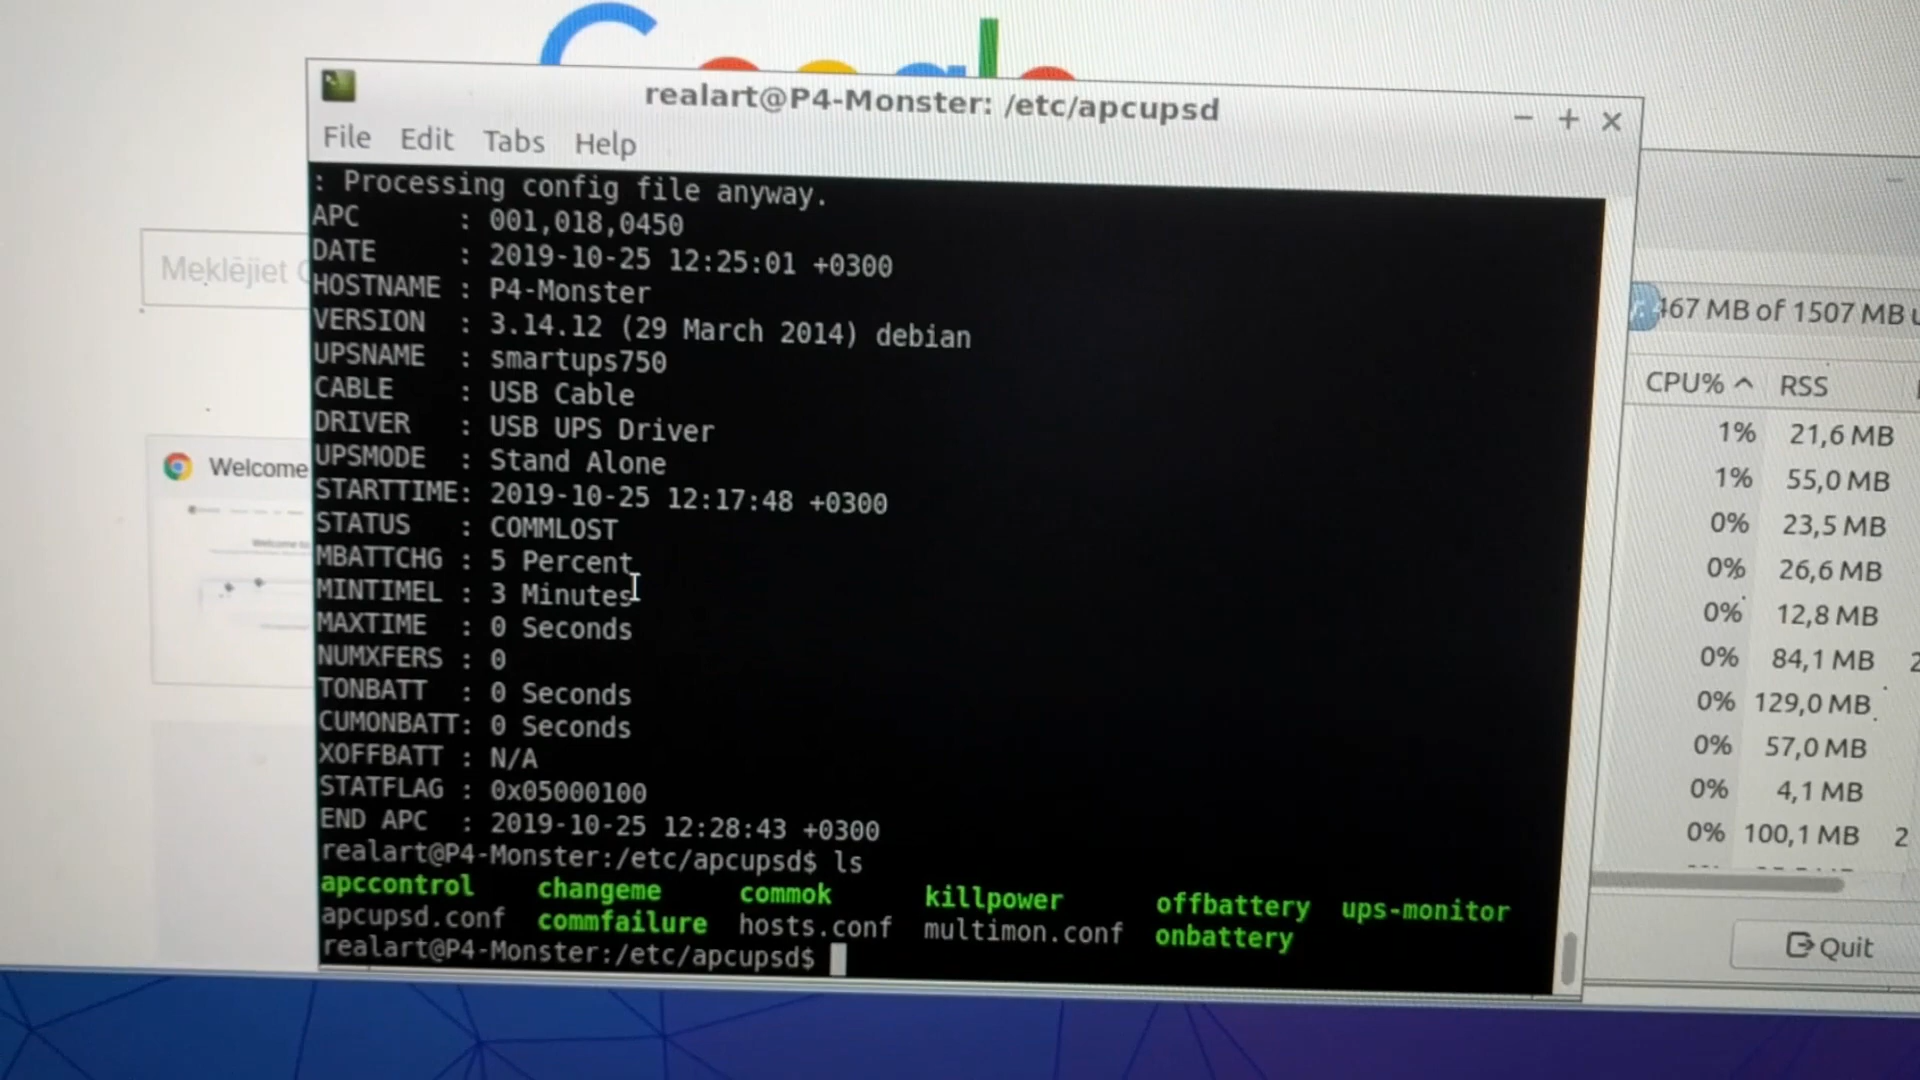 Google
realart@P4-Monster: /etc/apcupsd
File Edit Tabs Help
: Processing config file anyway.
APC : 001,018,0450
DATE : 2019-10-25 12:25:01 +0300
HOSTNAME : P4-Monster
VERSION : 3.14.12 (29 March 2014) debian
UPSNAME : smartups750
CABLE : USB Cable
DRIVER : USB UPS Driver
UPSMODE : Stand Alone
STARTTIME: 2019-10-25 12:17:48 +0300
STATUS : COMMLOST
MBATTCHG : 5 Percent
MINTIMEL : 3 Minutes
MAXTIME : 0 Seconds
NUMXFERS : 0
TONBATT : 0 Seconds
CUMONBATT: 0 Seconds
XOFFBATT : N/A
STATFLAG : 0x05000100
END APC : 2019-10-25 12:28:43 +0300
realart@P4-Monster:/etc/apcupsd$ ls
apccontrol changeme commok killpower offbattery ups-monitor
apcupsd.conf commfailure hosts.conf multimon.conf onbattery
realart@P4-Monster:/etc/apcupsd$
Meklējiet
Welcome
Welcome to
467 MB of 1507 MB
CPU% RSS
1% 21,6 MB
1% 55,0 MB
0% 23,5 MB
0% 26,6 MB
0% 12,8 MB
0% 84,1 MB 2
0% 129,0 MB
0% 57,0 MB
0% 4,1 MB
0% 100,1 MB 2
Quit